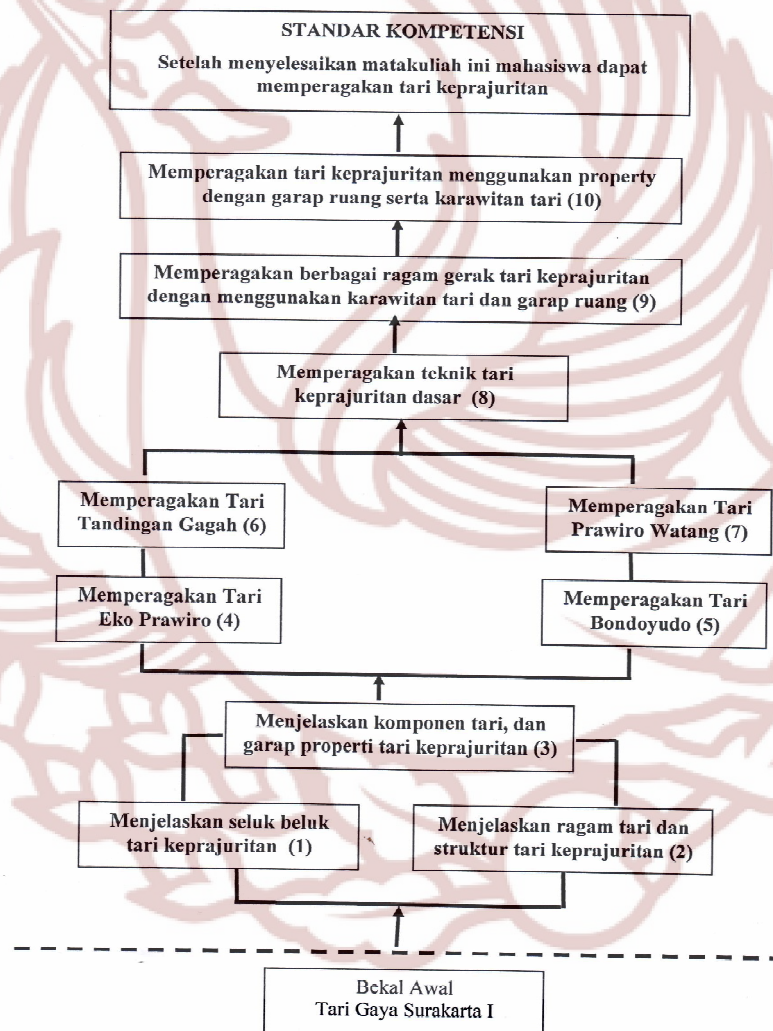 STANDAR KOMPETENSI
Setelah menyelesaikan matakuliah ini mahasiswa dapat
memperagakan tari keprajuritan
Memperagakan tari keprajuritan menggunakan property
dengan garap ruang serta karawitan tari (10)
Memperagakan berbagai ragam gerak tari keprajuritan
dengan menggunakan karawitan tari dan garap ruang (9)
Memperagakan teknik tari
keprajuritan dasar (8)
Memperagakan Tari
Tandingan Gagah (6)
Memperagakan Tari
Prawiro Watang (7)
Memperagakan Tari
Eko Prawiro (4)
Memperagakan Tari
Bondoyudo (5)
Menjelaskan komponen tari, dan
garap properti tari keprajuritan (3)
Menjelaskan seluk beluk
tari keprajuritan (1)
Menjelaskan ragam tari dan
struktur tari keprajuritan (2)
Bekal Awal
Tari Gaya Surakarta I